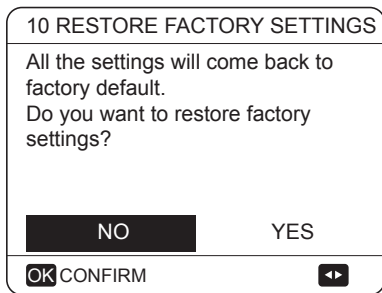 10 RESTORE FACTORY SETTINGS
All the settings will come back to
factory default.
Do you want to restore factory
settings?
NO YES
OK CONFIRM